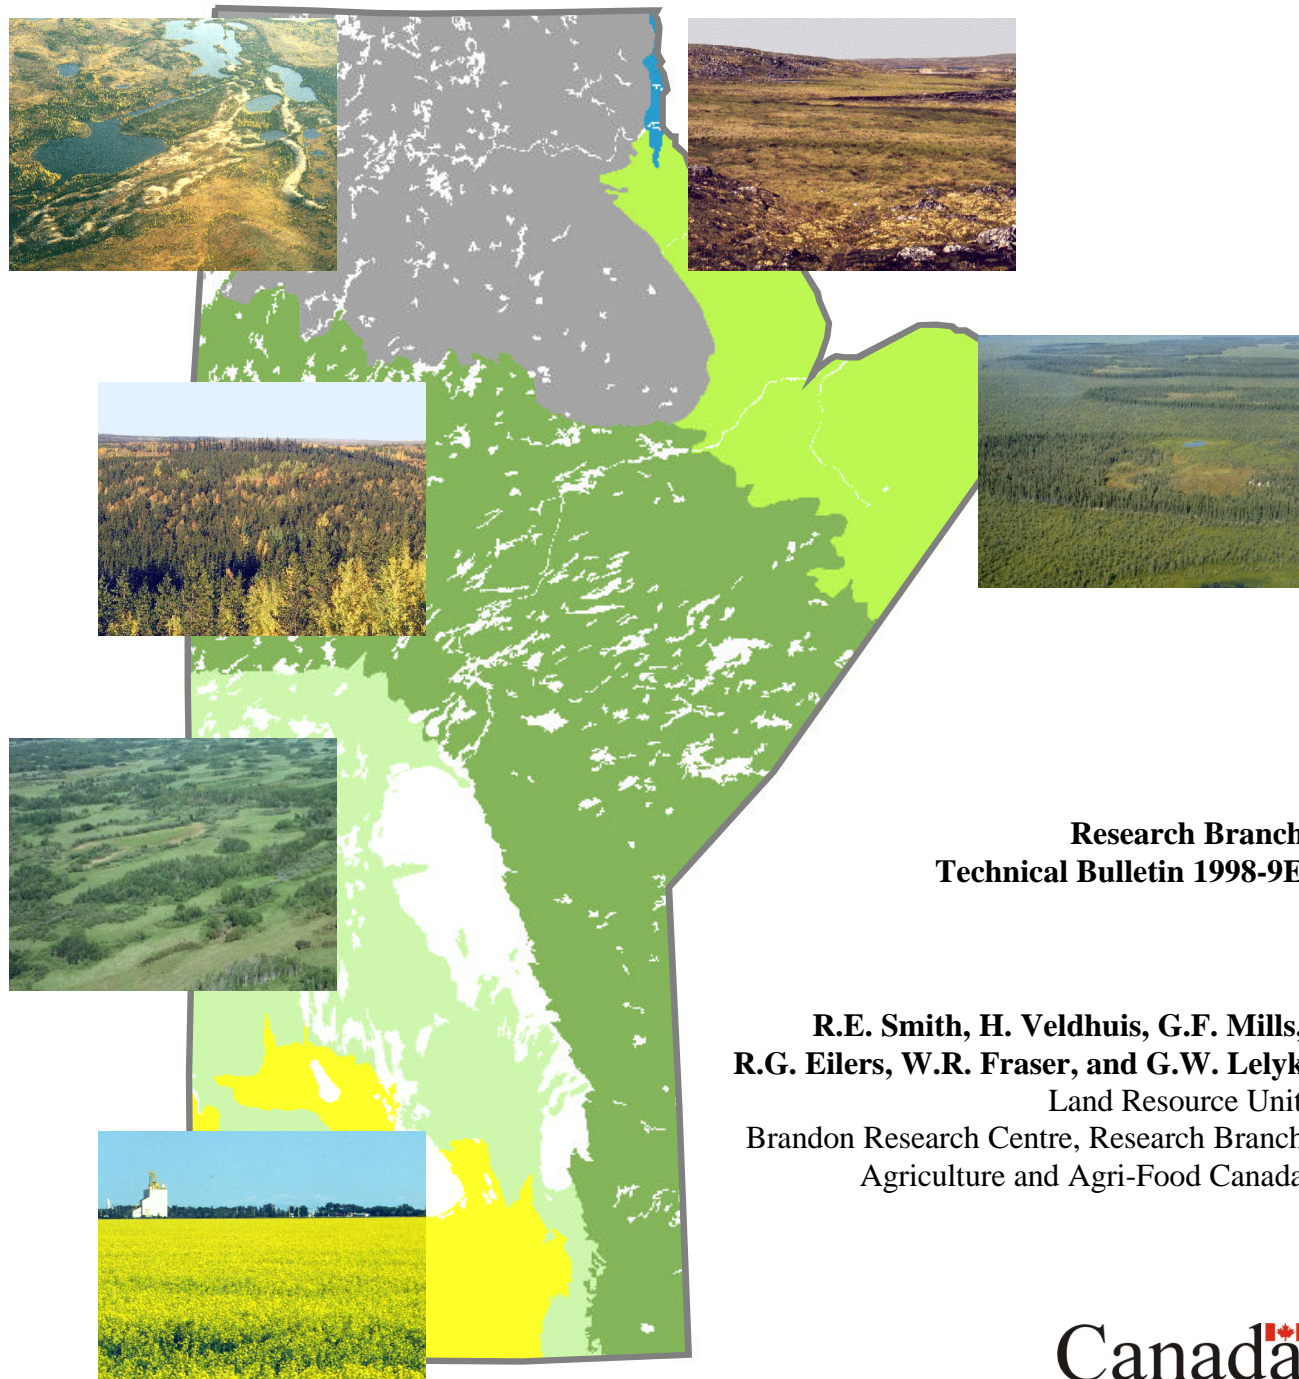 Research Branch
Technical Bulletin 1998-9E
R.E. Smith, H. Veldhuis, G.F. Mills,
R.G. Eilers, W.R. Fraser, and G.W. Lelyk
Land Resource Unit
Brandon Research Centre, Research Branch
Agriculture and Agri-Food Canada
Canada